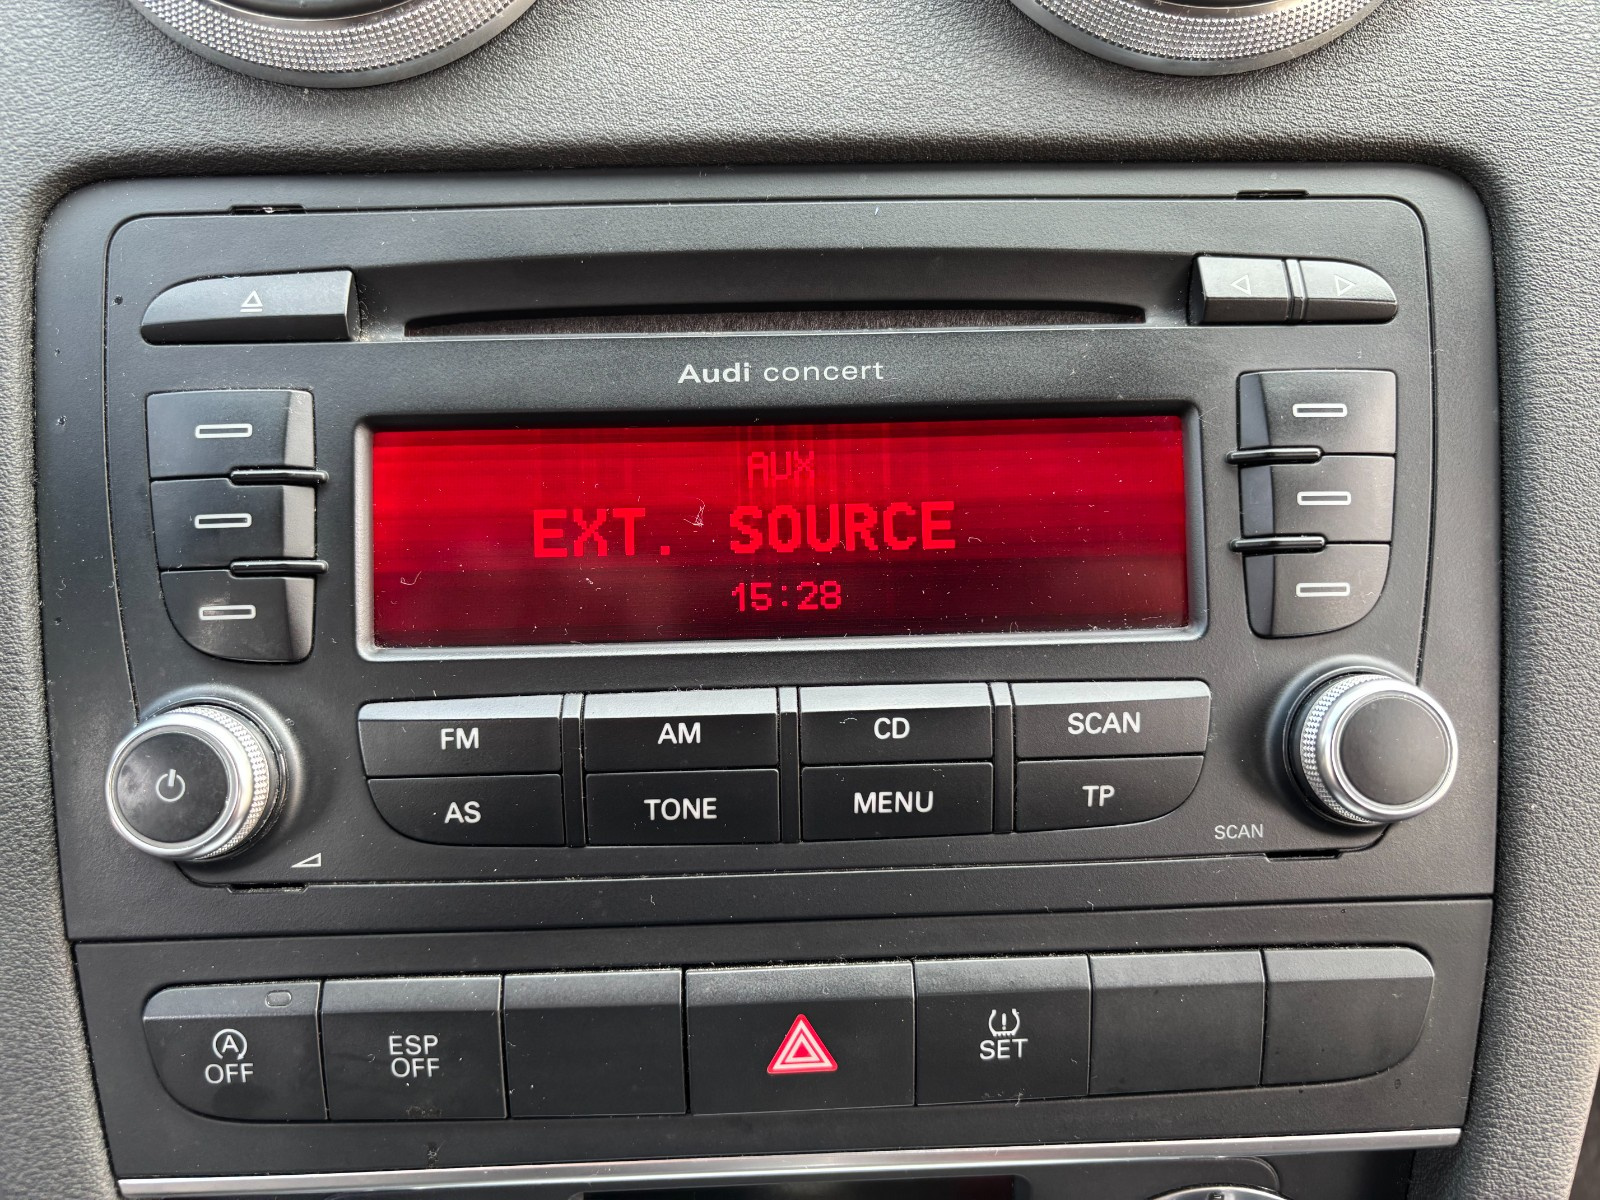 Audi concert
AUX
EXT. SOURCE
15:28
FM
AM
CD
SCAN
AS
TONE
MENU
TP
SCAN
A
OFF
ESP
OFF
SET